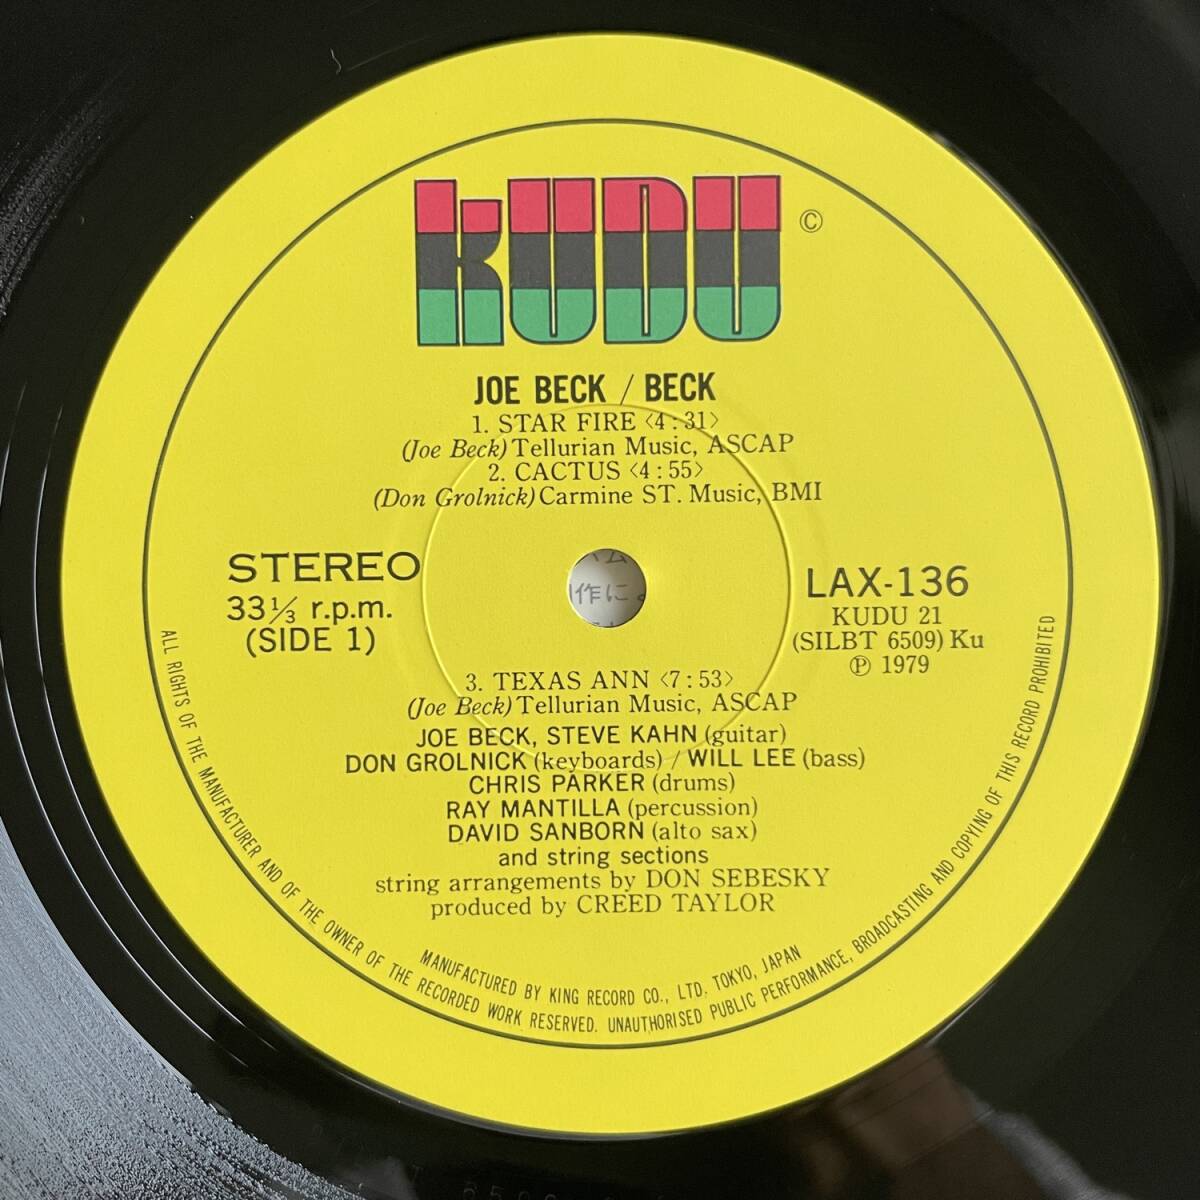 KUDU ©
JOE BECK / BECK
1. STAR FIRE <4:31>
(Joe Beck) Tellurian Music, ASCAP
2. CACTUS <4:55>
(Don Grolnick) Carmine ST. Music, BMI
STEREO
33⅓ r.p.m.
(SIDE 1)
作に
LAX-136
KUDU 21
(SILBT 6509) Ku
Ⓟ 1979
3. TEXAS ANN <7:53>
(Joe Beck) Tellurian Music, ASCAP
JOE BECK, STEVE KAHN (guitar)
DON GROLNICK (keyboards) / WILL LEE (bass)
CHRIS PARKER (drums)
RAY MANTILLA (percussion)
DAVID SANBORN (alto sax)
and string sections
string arrangements by DON SEBESKY
produced by CREED TAYLOR
MANUFACTURED BY KING RECORD CO., LTD. TOKYO, JAPAN
ALL RIGHTS OF THE MANUFACTURER AND OF THE OWNER OF THE RECORDED WORK RESERVED. UNAUTHORISED PUBLIC PERFORMANCE, BROADCASTING AND COPYING OF THIS RECORD PROHIBITED